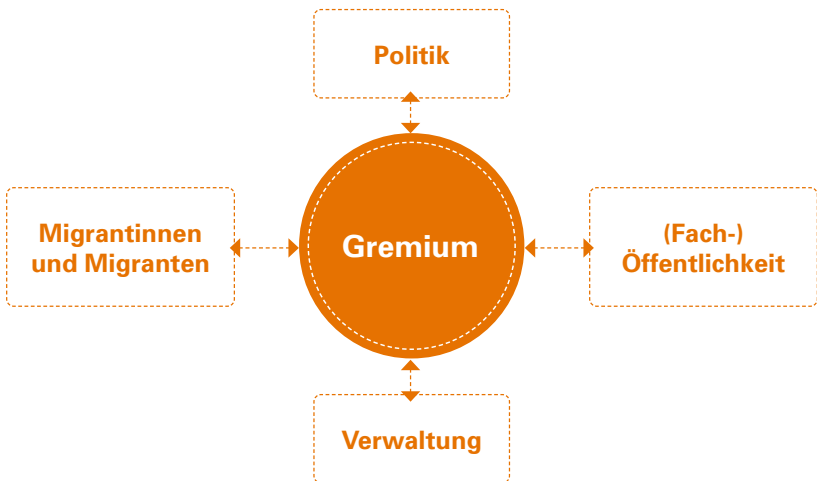 Politik
Migrantinnen
und Migranten
Gremium
(Fach-)
Öffentlichkeit
Verwaltung